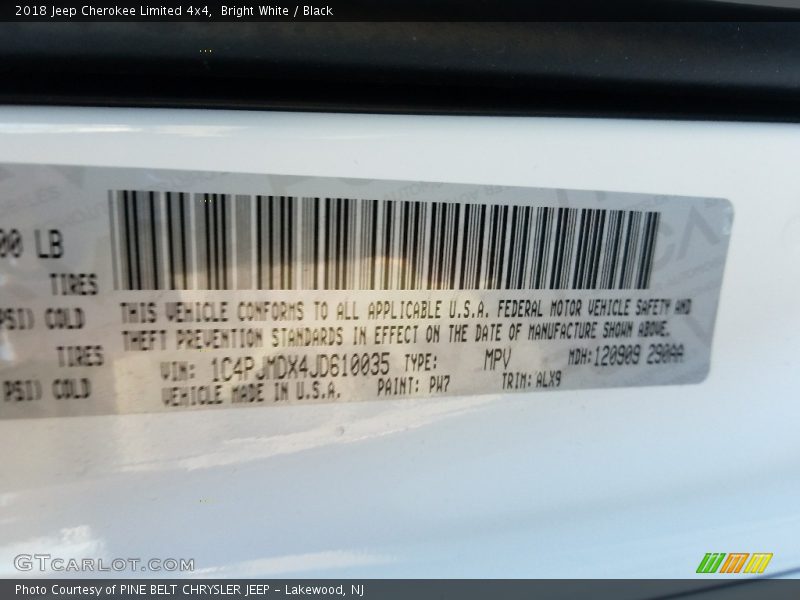 2018 Jeep Cherokee Limited 4x4,  Bright White / Black
00 LB
TIRES
PSI) COLD
TIRES
PSI) COLD
THIS VEHICLE CONFORMS TO ALL APPLICABLE U.S.A. FEDERAL MOTOR VEHICLE SAFETY AND
THEFT PREVENTION STANDARDS IN EFFECT ON THE DATE OF MANUFACTURE SHOWN ABOVE.
VIN: 1C4PJMDX4JD610035 TYPE: MPV MDH:120909 290AA
VEHICLE MADE IN U.S.A. PAINT: PW7 TRIM: ALX9
GTCARLOT.COM
Photo Courtesy of PINE BELT CHRYSLER JEEP - Lakewood, NJ